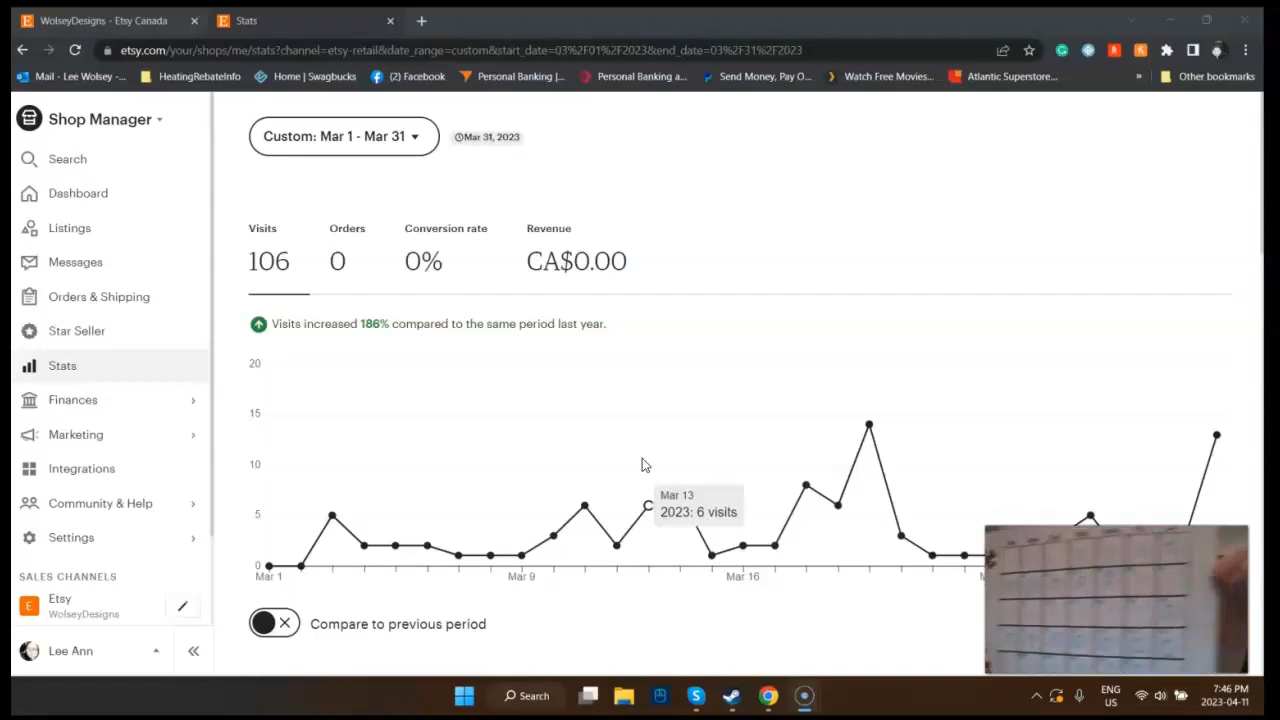 WolseyDesigns - Etsy Canada
Stats
etsy.com/your/shops/me/stats?channel=etsy-retail&date_range=custom&start_date=03%2F01%2F2023&end_date=03%2F31%2F2023
Mail - Lee Wolsey -...
HeatingRebateInfo
Home | Swagbucks
(2) Facebook
Personal Banking |...
Personal Banking a...
Send Money, Pay O...
Watch Free Movies...
Atlantic Superstore...
»
Other bookmarks
Shop Manager
Search
Dashboard
Listings
Messages
Orders & Shipping
Star Seller
Stats
Finances
Marketing
Integrations
Community & Help
Settings
SALES CHANNELS
E
Etsy
WolseyDesigns
Lee Ann
Custom: Mar 1 - Mar 31
Mar 31, 2023
Visits
106
Orders
0
Conversion rate
0%
Revenue
CA$0.00
Visits increased 186% compared to the same period last year.
20
15
10
5
0
Mar 13
2023: 6 visits
Mar 1
Mar 9
Mar 16
Compare to previous period
Search
ENG
US
7:46 PM
2023-04-11